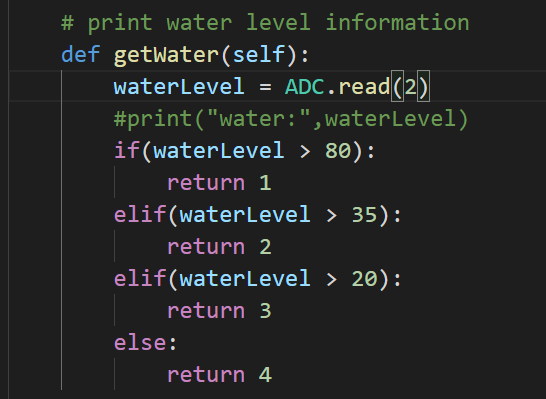 # print water level information
def getWater(self):
    waterLevel = ADC.read(2)
    #print("water:",waterLevel)
    if(waterLevel > 80):
        return 1
    elif(waterLevel > 35):
        return 2
    elif(waterLevel > 20):
        return 3
    else:
        return 4